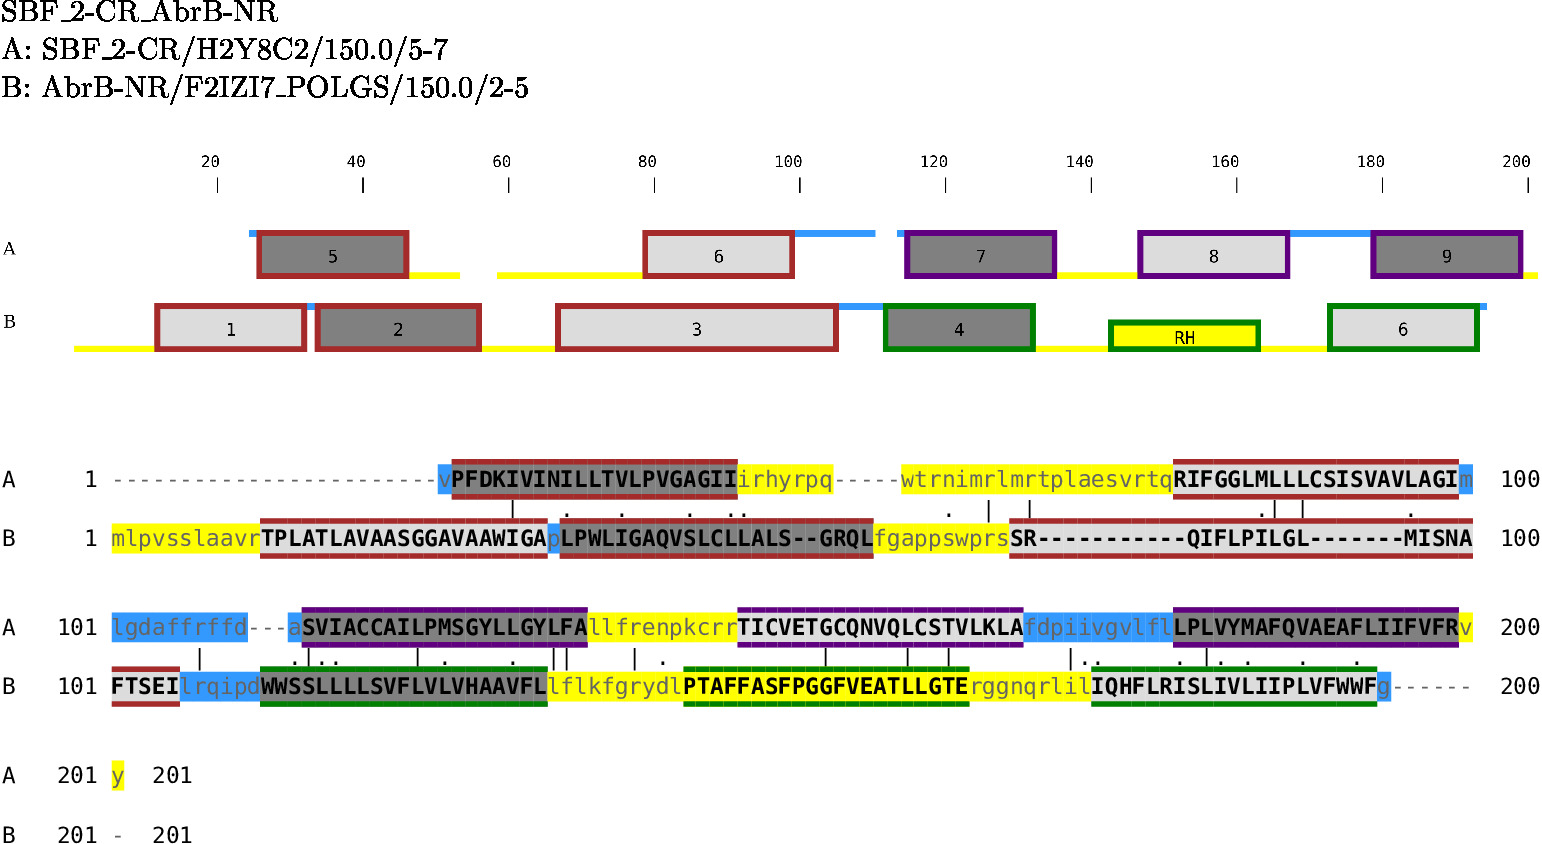 SBF_2-CR_AbrB-NR
A: SBF_2-CR/H2Y8C2/150.0/5-7
B: AbrB-NR/F2IZI7_POLGS/150.0/2-5
20 40 60 80 100 120 140 160 180 200
A 5 6 7 8 9
B 1 2 3 4 RH 6
A 1 ------------------------vPFDKIVINILLTVLPVGAGIIirhyrpq-----wtrnimrlmrtplaesvrtqRIFGGLMLLLCSISVAVLAGIm 100
B 1 mlpvsslaavrTPLATLAVAASGGAVAAWIGApLPWLIGAQVSLCLLALS--GRQLfgappswprsSR-----------QIFLPILGL-------MISNA 100
A 101 lgdaffrffd---aSVIACCAILPMSGYLLGYLFAllfrenpkcrrTICVETGCQNVQLCSTVLKLAfdpiivgvlflLPLVYMAFQVAEAFLIIFVFRv 200
B 101 FTSEIlrqipdWWSSLLLLSVFLVLVHAAVFLlflkfgrydlPTAFFASFPGGFVEATLLGTErggnqrlilIQHFLRISLIVLIIPLVFWWFg------ 200
A 201 y 201
B 201 - 201